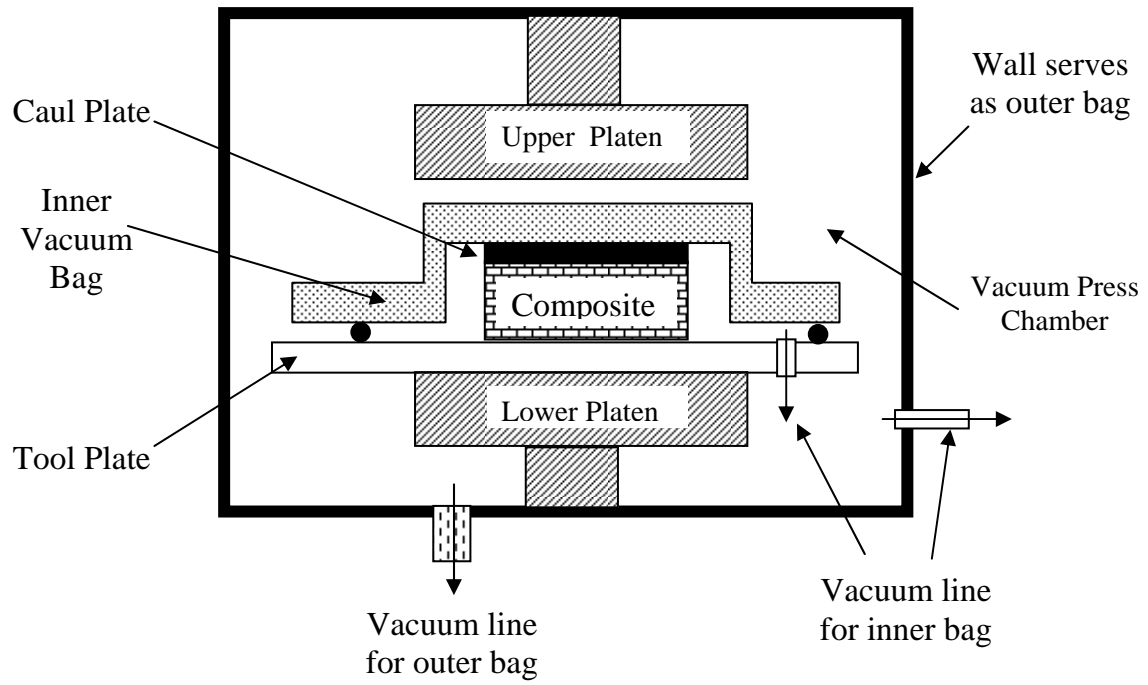 Wall serves
as outer bag
Caul Plate
Upper Platen
Inner
Vacuum
Bag
Composite
Vacuum Press
Chamber
Lower Platen
Tool Plate
Vacuum line
for outer bag
Vacuum line
for inner bag